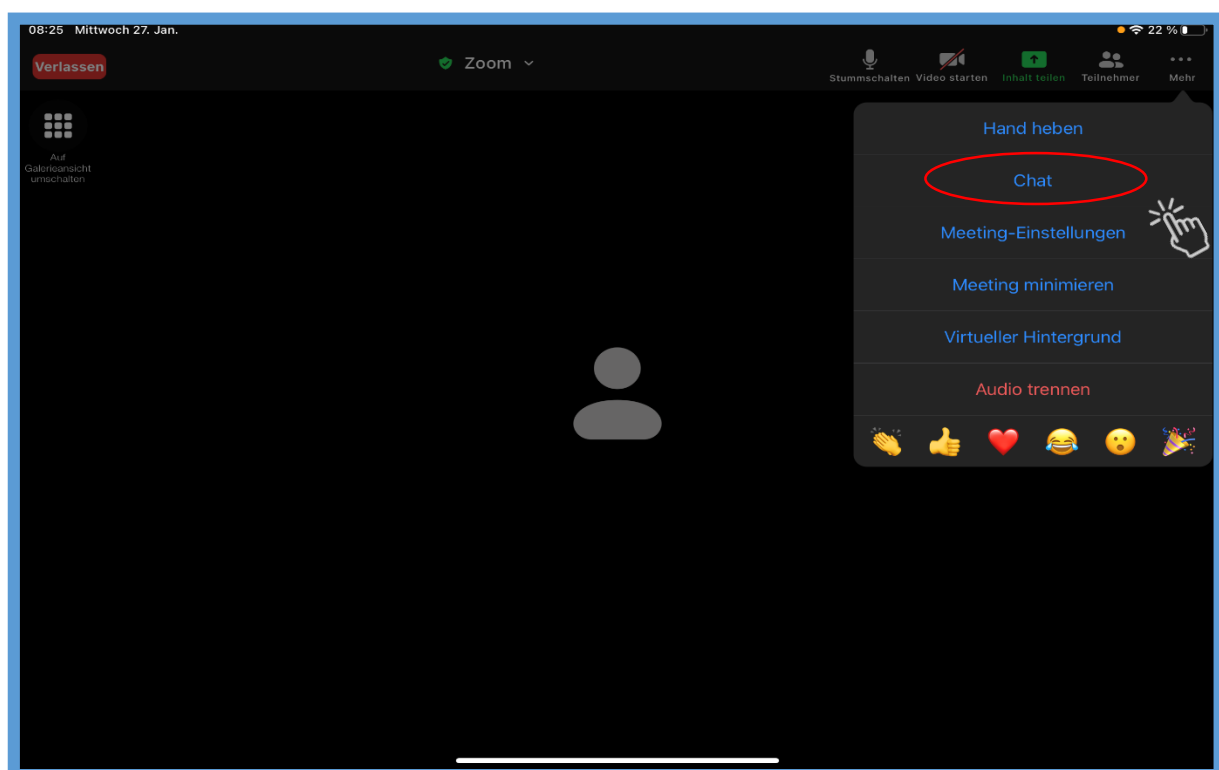 08:25 Mittwoch 27. Jan.
22 %
Verlassen
Zoom
Stummschalten
Video starten
Inhalt teilen
Teilnehmer
Mehr
Auf
Galerieansicht
umschalten
Hand heben
Chat
Meeting-Einstellungen
Meeting minimieren
Virtueller Hintergrund
Audio trennen